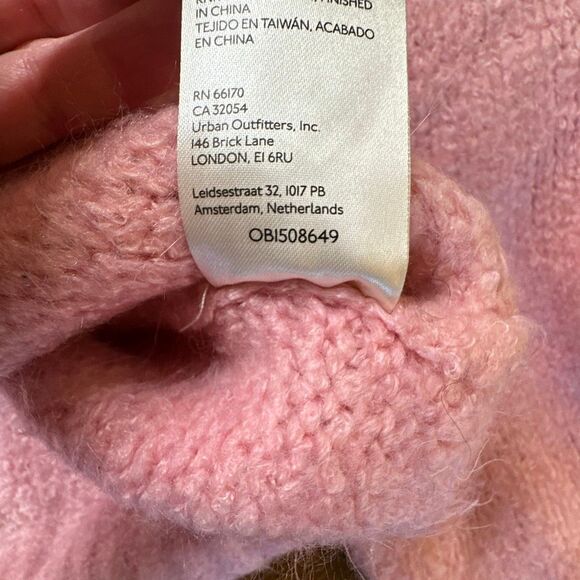 IN CHINA
TEJIDO EN TAIWÁN, ACABADO
EN CHINA
RN 66170
CA 32054
Urban Outfitters, Inc.
146 Brick Lane
LONDON, E1 6RU
Leidsestraat 32, 1017 PB
Amsterdam, Netherlands
OB1508649